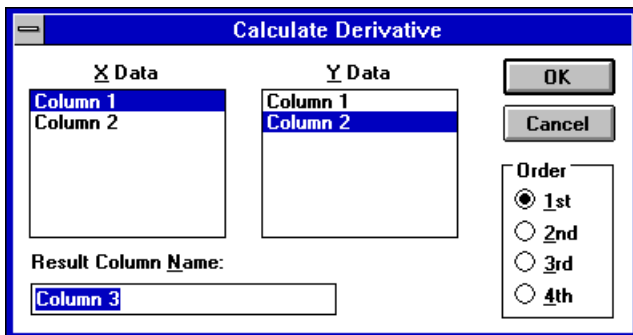 Calculate Derivative
X Data
Column 1
Column 2
Y Data
Column 1
Column 2
OK
Cancel
Order
1st
2nd
3rd
4th
Result Column Name:
Column 3